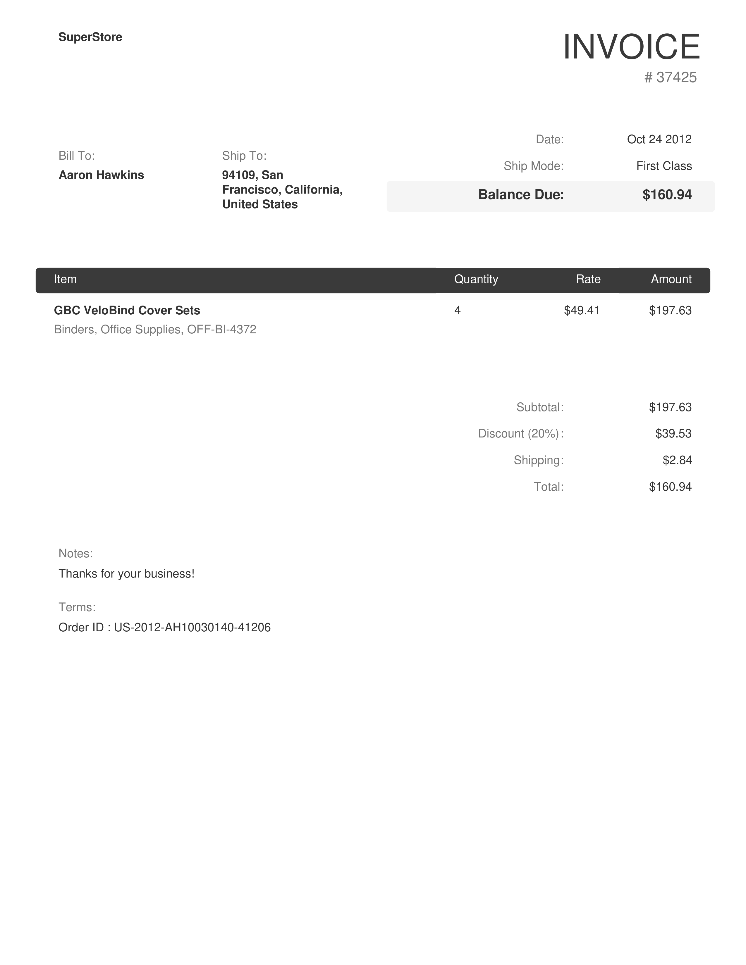 SuperStore
INVOICE
# 37425
Date: Oct 24 2012
Ship Mode: First Class
Balance Due: $160.94
Bill To:
Aaron Hawkins
Ship To:
94109, San
Francisco, California,
United States
Item Quantity Rate Amount
GBC VeloBind Cover Sets 4 $49.41 $197.63
Binders, Office Supplies, OFF-BI-4372
Subtotal: $197.63
Discount (20%): $39.53
Shipping: $2.84
Total: $160.94
Notes:
Thanks for your business!
Terms:
Order ID : US-2012-AH10030140-41206